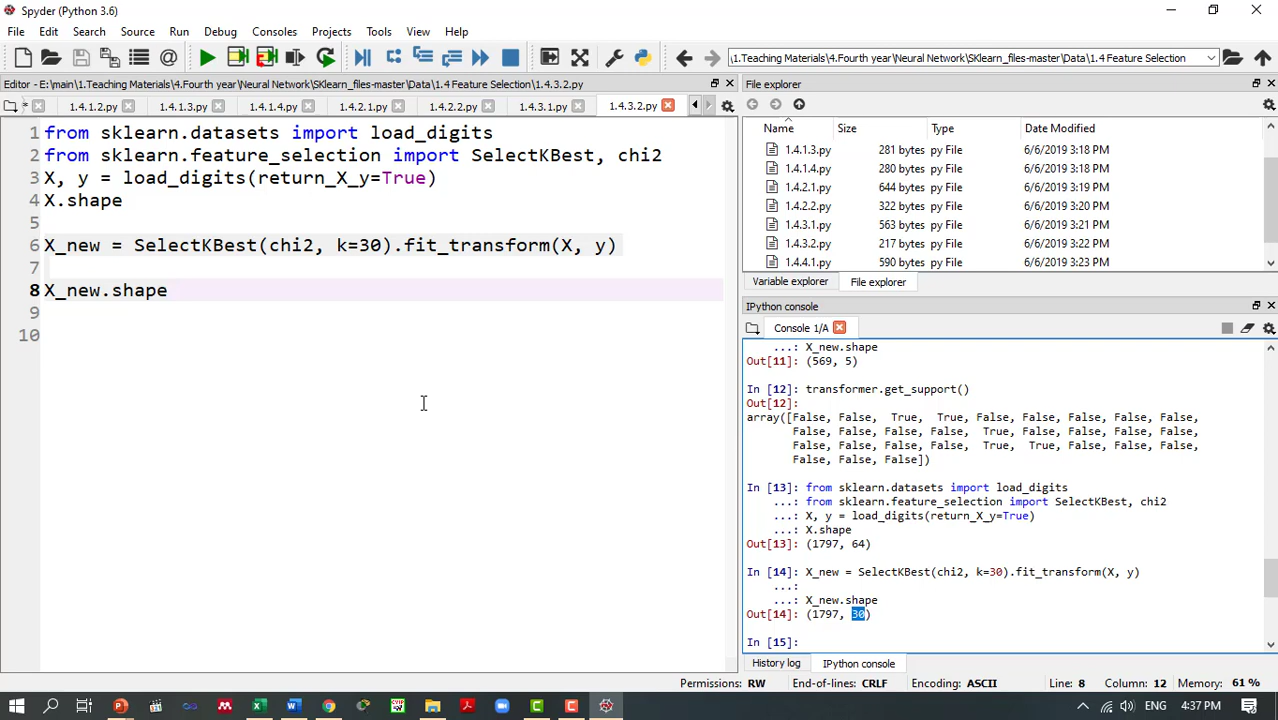 Spyder (Python 3.6)
File Edit Search Source Run Debug Consoles Projects Tools View Help
\1.Teaching Materials\4.Fourth year\Neural Network\SKlearn_files-master\Data\1.4 Feature Selection
Editor - E:\main\1.Teaching Materials\4.Fourth year\Neural Network\SKlearn_files-master\Data\1.4 Feature Selection\1.4.3.2.py
1.4.1.2.py 1.4.1.3.py 1.4.1.4.py 1.4.2.1.py 1.4.2.2.py 1.4.3.1.py 1.4.3.2.py
1 from sklearn.datasets import load_digits
2 from sklearn.feature_selection import SelectKBest, chi2
3 X, y = load_digits(return_X_y=True)
4 X.shape
5
6 X_new = SelectKBest(chi2, k=30).fit_transform(X, y)
7
8 X_new.shape
9
10
File explorer
Name Size Type Date Modified
1.4.1.3.py 281 bytes py File 6/6/2019 3:18 PM
1.4.1.4.py 280 bytes py File 6/6/2019 3:18 PM
1.4.2.1.py 644 bytes py File 6/6/2019 3:19 PM
1.4.2.2.py 322 bytes py File 6/6/2019 3:20 PM
1.4.3.1.py 563 bytes py File 6/6/2019 3:21 PM
1.4.3.2.py 217 bytes py File 6/6/2019 3:22 PM
1.4.4.1.py 590 bytes py File 6/6/2019 3:23 PM
Variable explorer File explorer
IPython console
Console 1/A
...: X_new.shape
Out[11]: (569, 5)
In [12]: transformer.get_support()
Out[12]:
array([False, False, True, True, False, False, False, False, False,
False, False, False, False, True, False, False, False, False,
False, False, False, False, True, True, False, False, False,
False, False, False])
In [13]: from sklearn.datasets import load_digits
...: from sklearn.feature_selection import SelectKBest, chi2
...: X, y = load_digits(return_X_y=True)
...: X.shape
Out[13]: (1797, 64)
In [14]: X_new = SelectKBest(chi2, k=30).fit_transform(X, y)
...:
...: X_new.shape
Out[14]: (1797, 30)
In [15]:
History log IPython console
Permissions: RW End-of-lines: CRLF Encoding: ASCII Line: 8 Column: 12 Memory: 61 %
4:37 PM